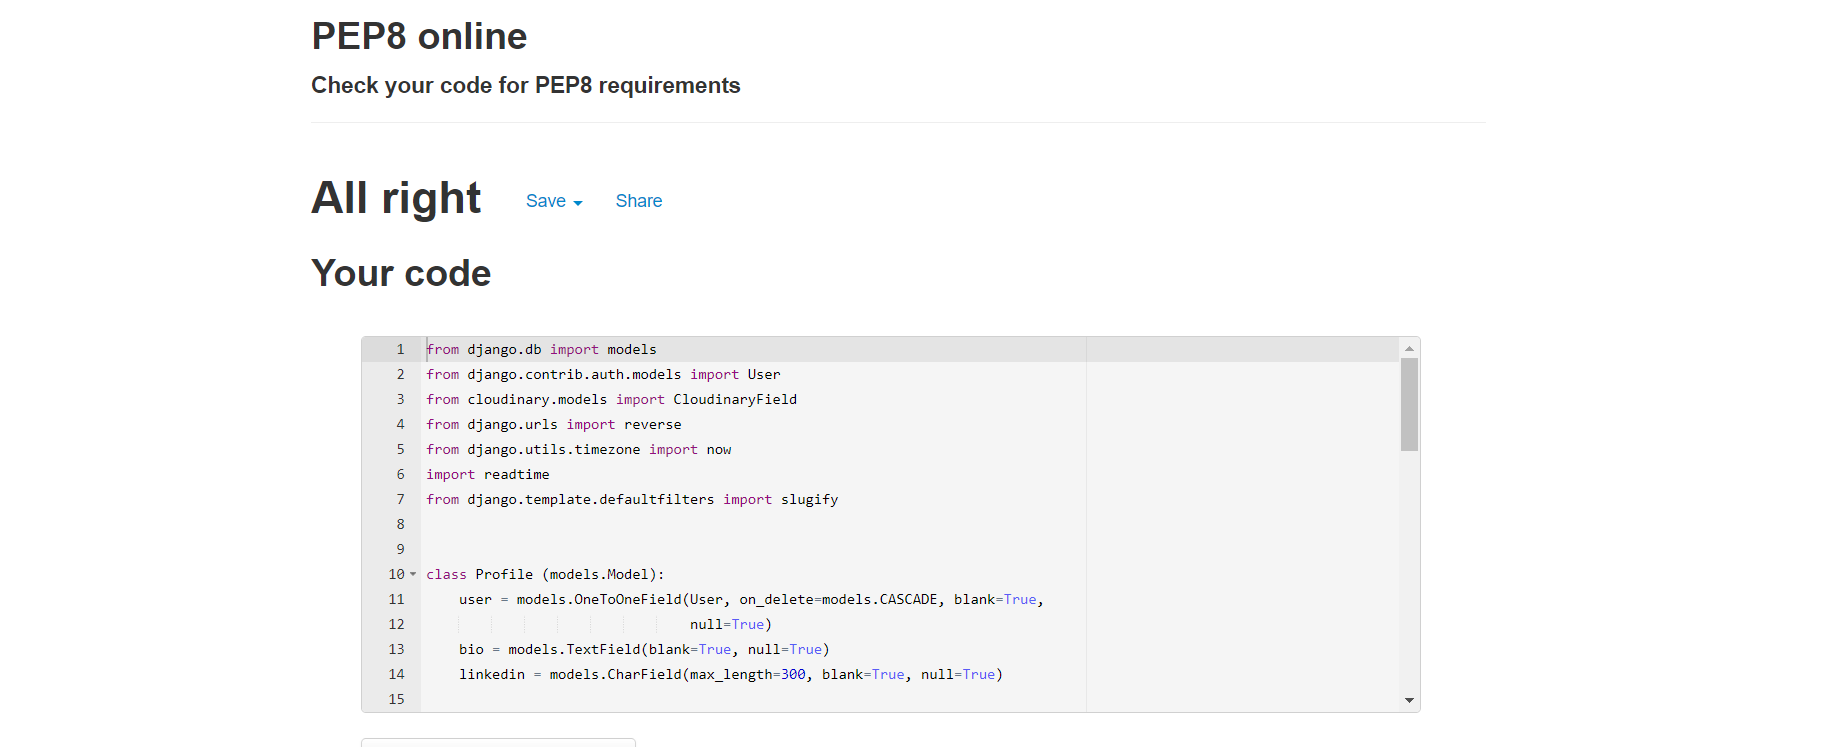 PEP8 online
Check your code for PEP8 requirements
All right Save Share
Your code
1 from django.db import models
2 from django.contrib.auth.models import User
3 from cloudinary.models import CloudinaryField
4 from django.urls import reverse
5 from django.utils.timezone import now
6 import readtime
7 from django.template.defaultfilters import slugify
8
9
10 class Profile (models.Model):
11     user = models.OneToOneField(User, on_delete=models.CASCADE, blank=True,
12                                 null=True)
13     bio = models.TextField(blank=True, null=True)
14     linkedin = models.CharField(max_length=300, blank=True, null=True)
15